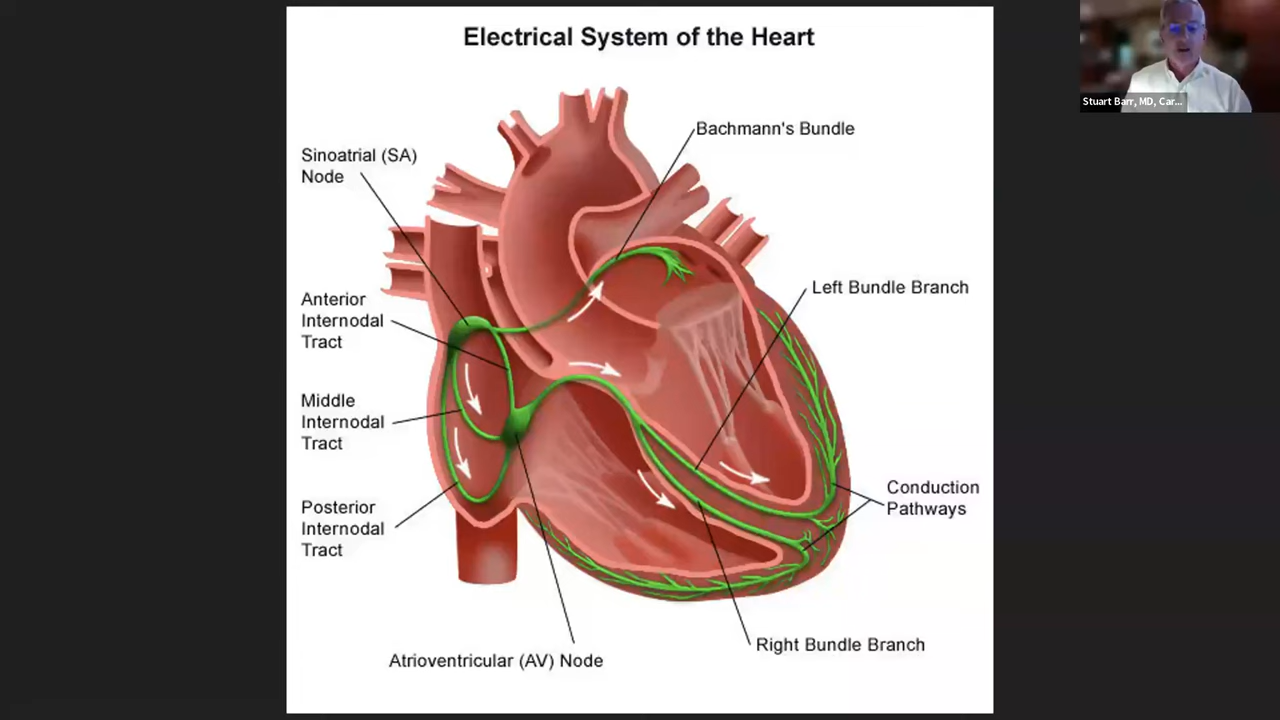 Electrical System of the Heart
Stuart Barr, MD, Car...
Bachmann's Bundle
Sinoatrial (SA)
Node
Left Bundle Branch
Anterior
Internodal
Tract
Middle
Internodal
Tract
Conduction
Pathways
Posterior
Internodal
Tract
Right Bundle Branch
Atrioventricular (AV) Node